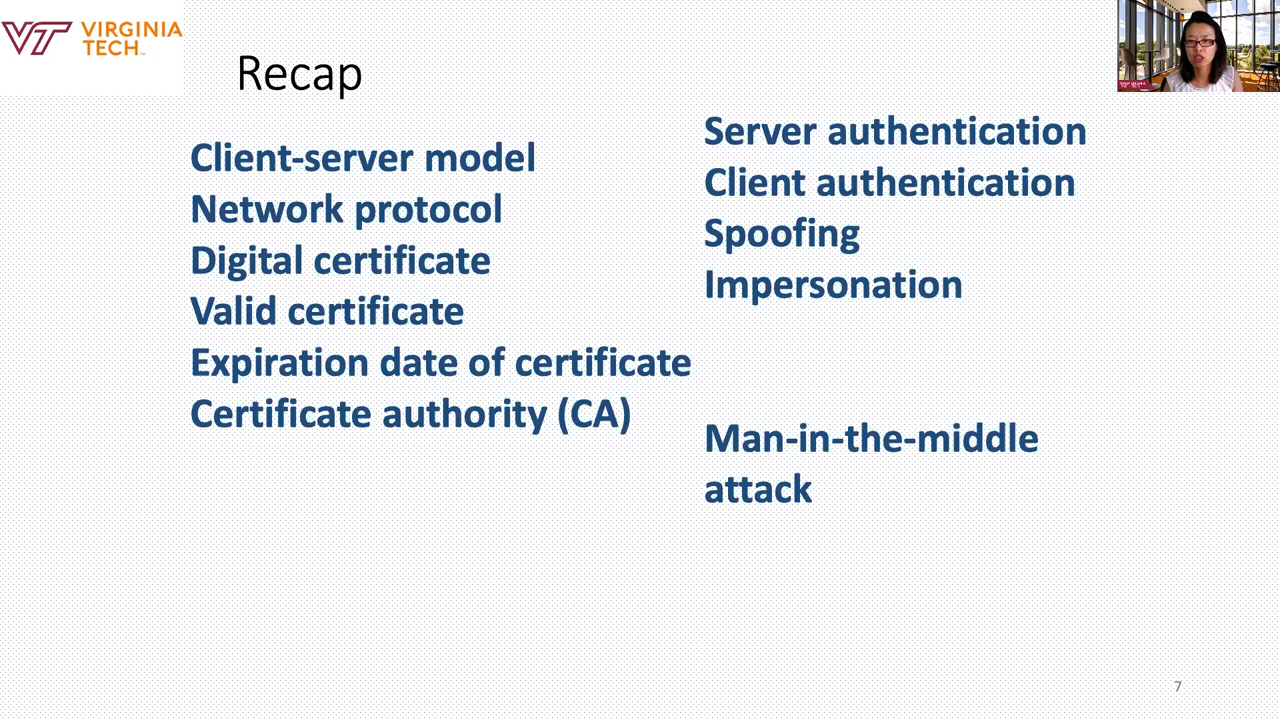 VIRGINIA
TECH
Recap
Client-server model
Network protocol
Digital certificate
Valid certificate
Expiration date of certificate
Certificate authority (CA)
Server authentication
Client authentication
Spoofing
Impersonation
Man-in-the-middle
attack
7